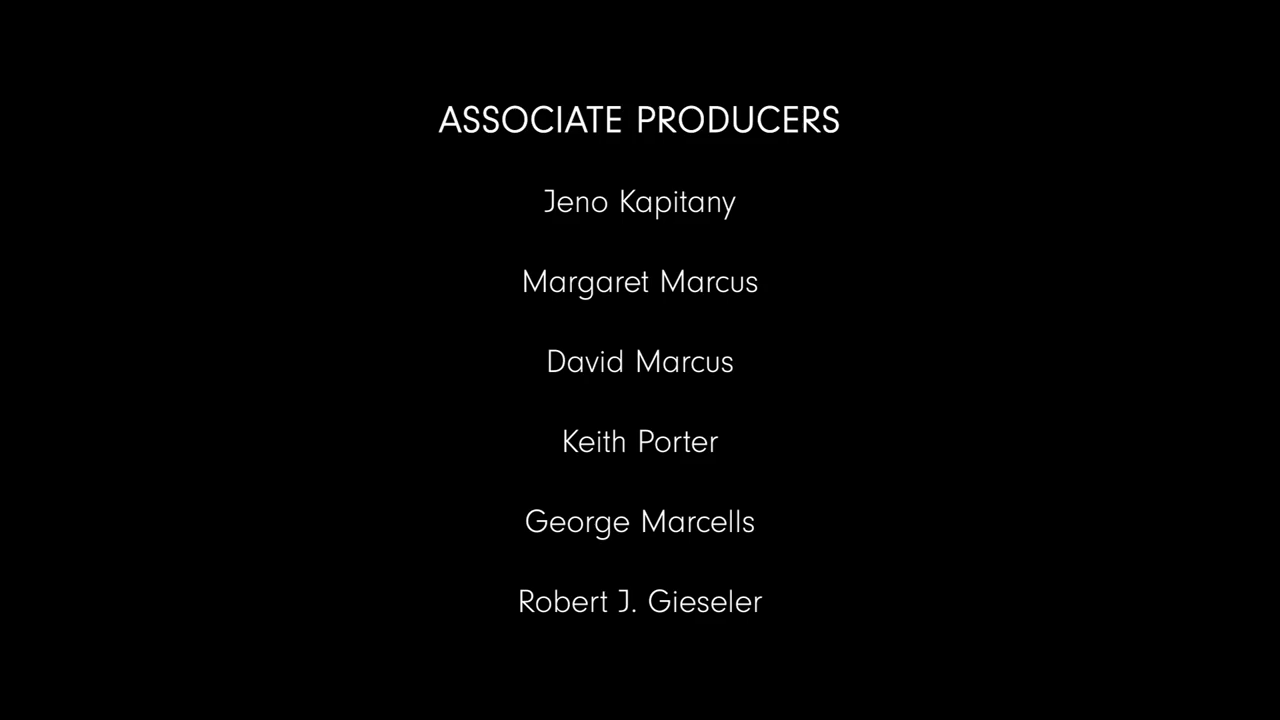 ASSOCIATE PRODUCERS
Jeno Kapitany
Margaret Marcus
David Marcus
Keith Porter
George Marcells
Robert J. Gieseler